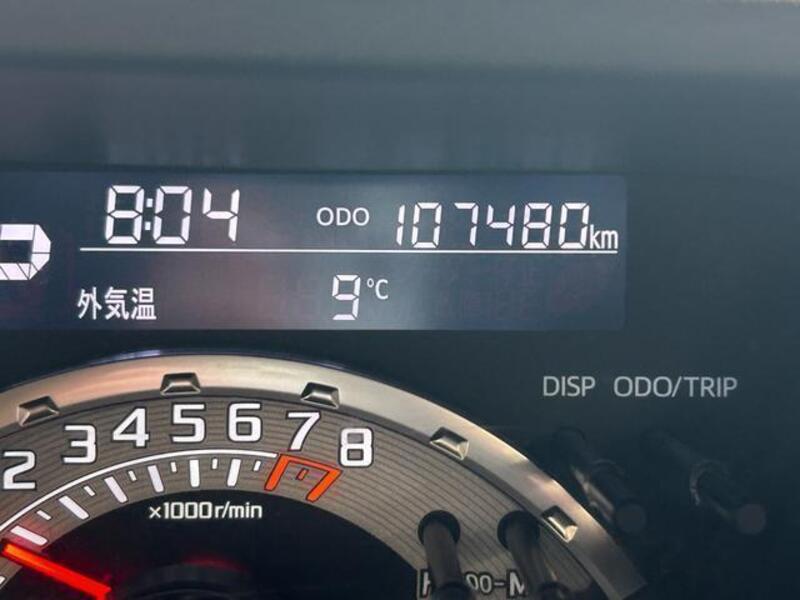 8:04 ODO 107480km
外気温 9℃
DISP ODO/TRIP
2 3 4 5 6 7 8
×1000r/min